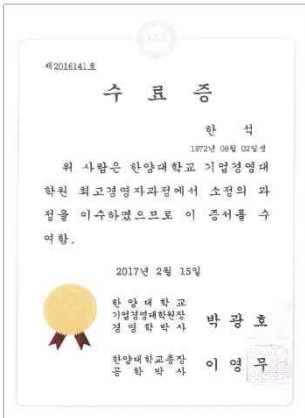 제2016141호
수 료 증
한 석
1972년 08월 02일생
위 사람은 한양대학교 기업경영대
학원 최고경영자과정에서 소정의 과
정을 이수하였으므로 이 증서를 수
여함.
2017년 2월 15일
한 양 대 학 교
기업경영대학원장
경 영 학 박 사
박 광 호
한양대학교총장
공 학 박 사
이 영 무